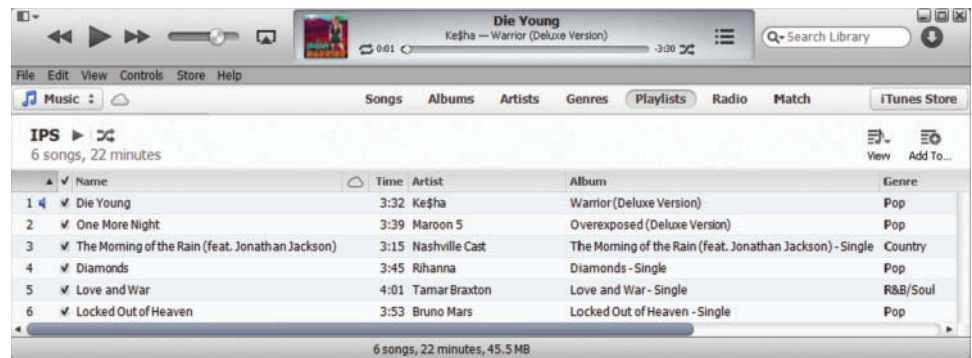 Die Young
Ke$ha — Warrior (Deluxe Version)
0:01 -3:30
Search Library
File Edit View Controls Store Help
Music Songs Albums Artists Genres Playlists Radio Match iTunes Store
IPS
6 songs, 22 minutes
View Add To...
Name Time Artist Album Genre
1 Die Young 3:32 Ke$ha Warrior (Deluxe Version) Pop
2 One More Night 3:39 Maroon 5 Overexposed (Deluxe Version) Pop
3 The Morning of the Rain (feat. Jonathan Jackson) 3:15 Nashville Cast The Morning of the Rain (feat. Jonathan Jackson) - Single Country
4 Diamonds 3:45 Rihanna Diamonds - Single Pop
5 Love and War 4:01 Tamar Braxton Love and War - Single R&B/Soul
6 Locked Out of Heaven 3:53 Bruno Mars Locked Out of Heaven - Single Pop
6 songs, 22 minutes, 45.5 MB